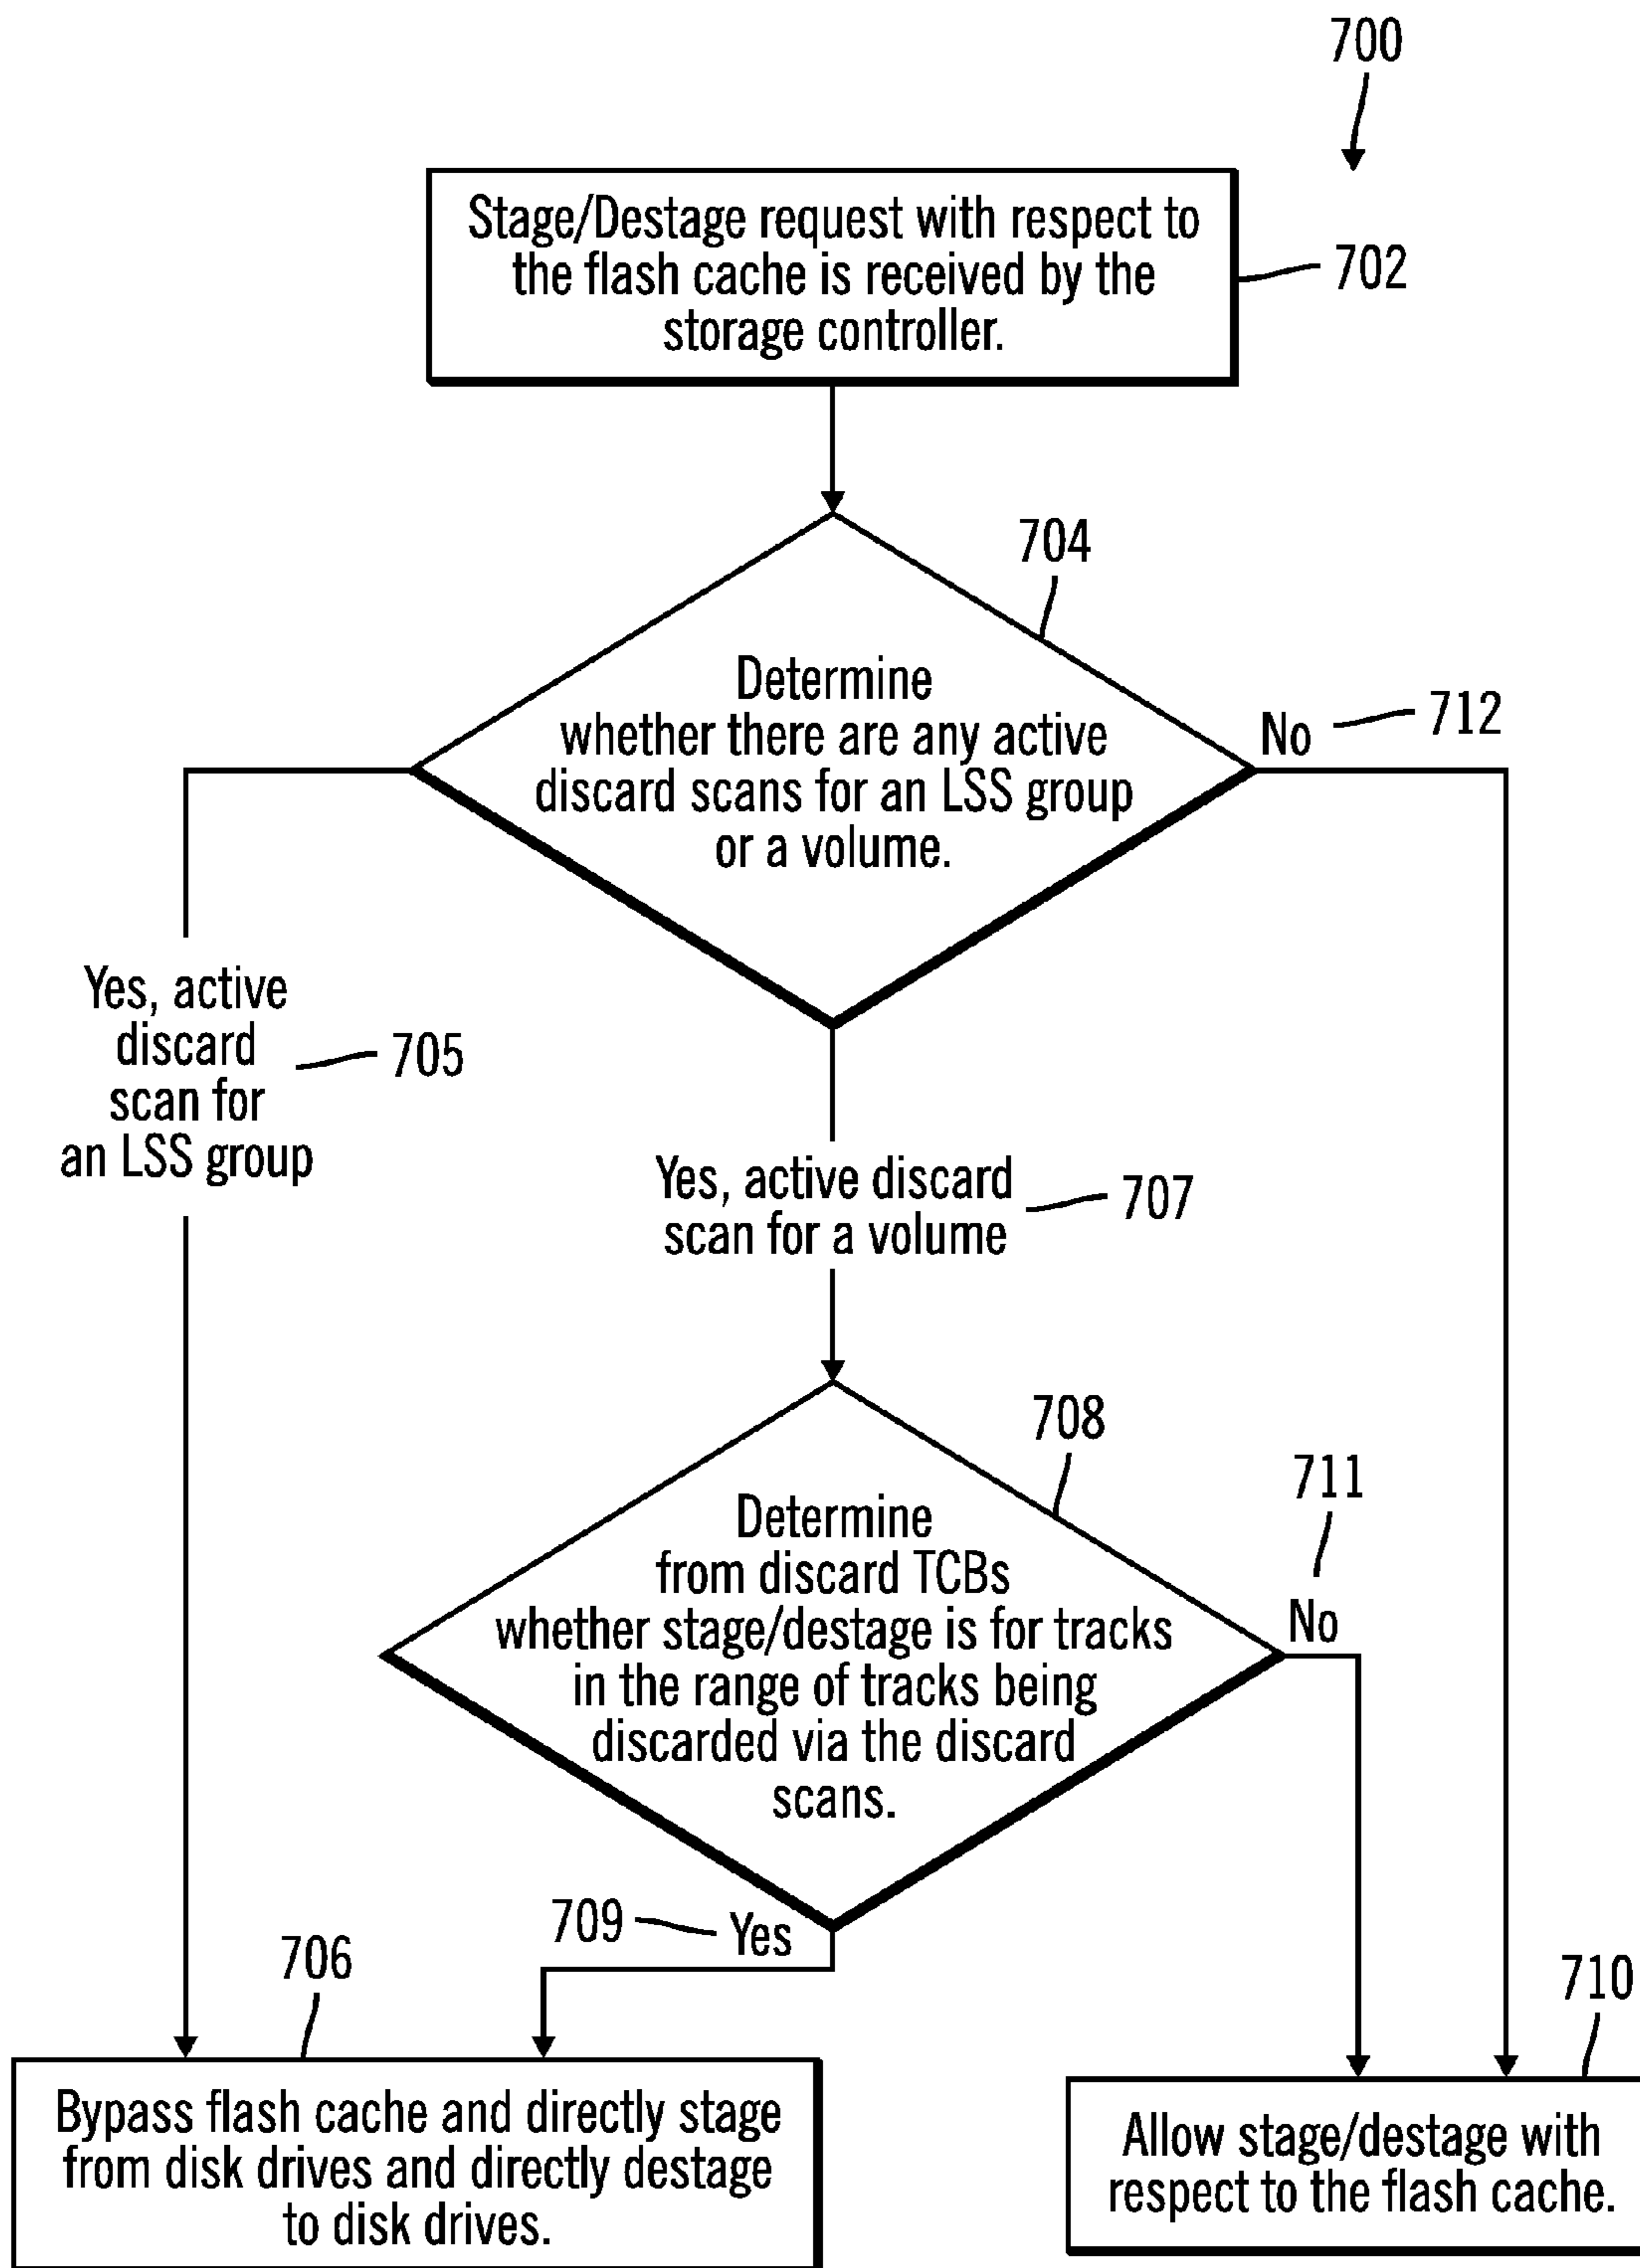 700
Stage/Destage request with respect to
the flash cache is received by the
storage controller.
702
704
Determine
whether there are any active
discard scans for an LSS group
or a volume.
No
712
Yes, active
discard
scan for
an LSS group
705
Yes, active discard
scan for a volume
707
708
Determine
from discard TCBs
whether stage/destage is for tracks
in the range of tracks being
discarded via the discard
scans.
711
No
709
Yes
706
Bypass flash cache and directly stage
from disk drives and directly destage
to disk drives.
710
Allow stage/destage with
respect to the flash cache.